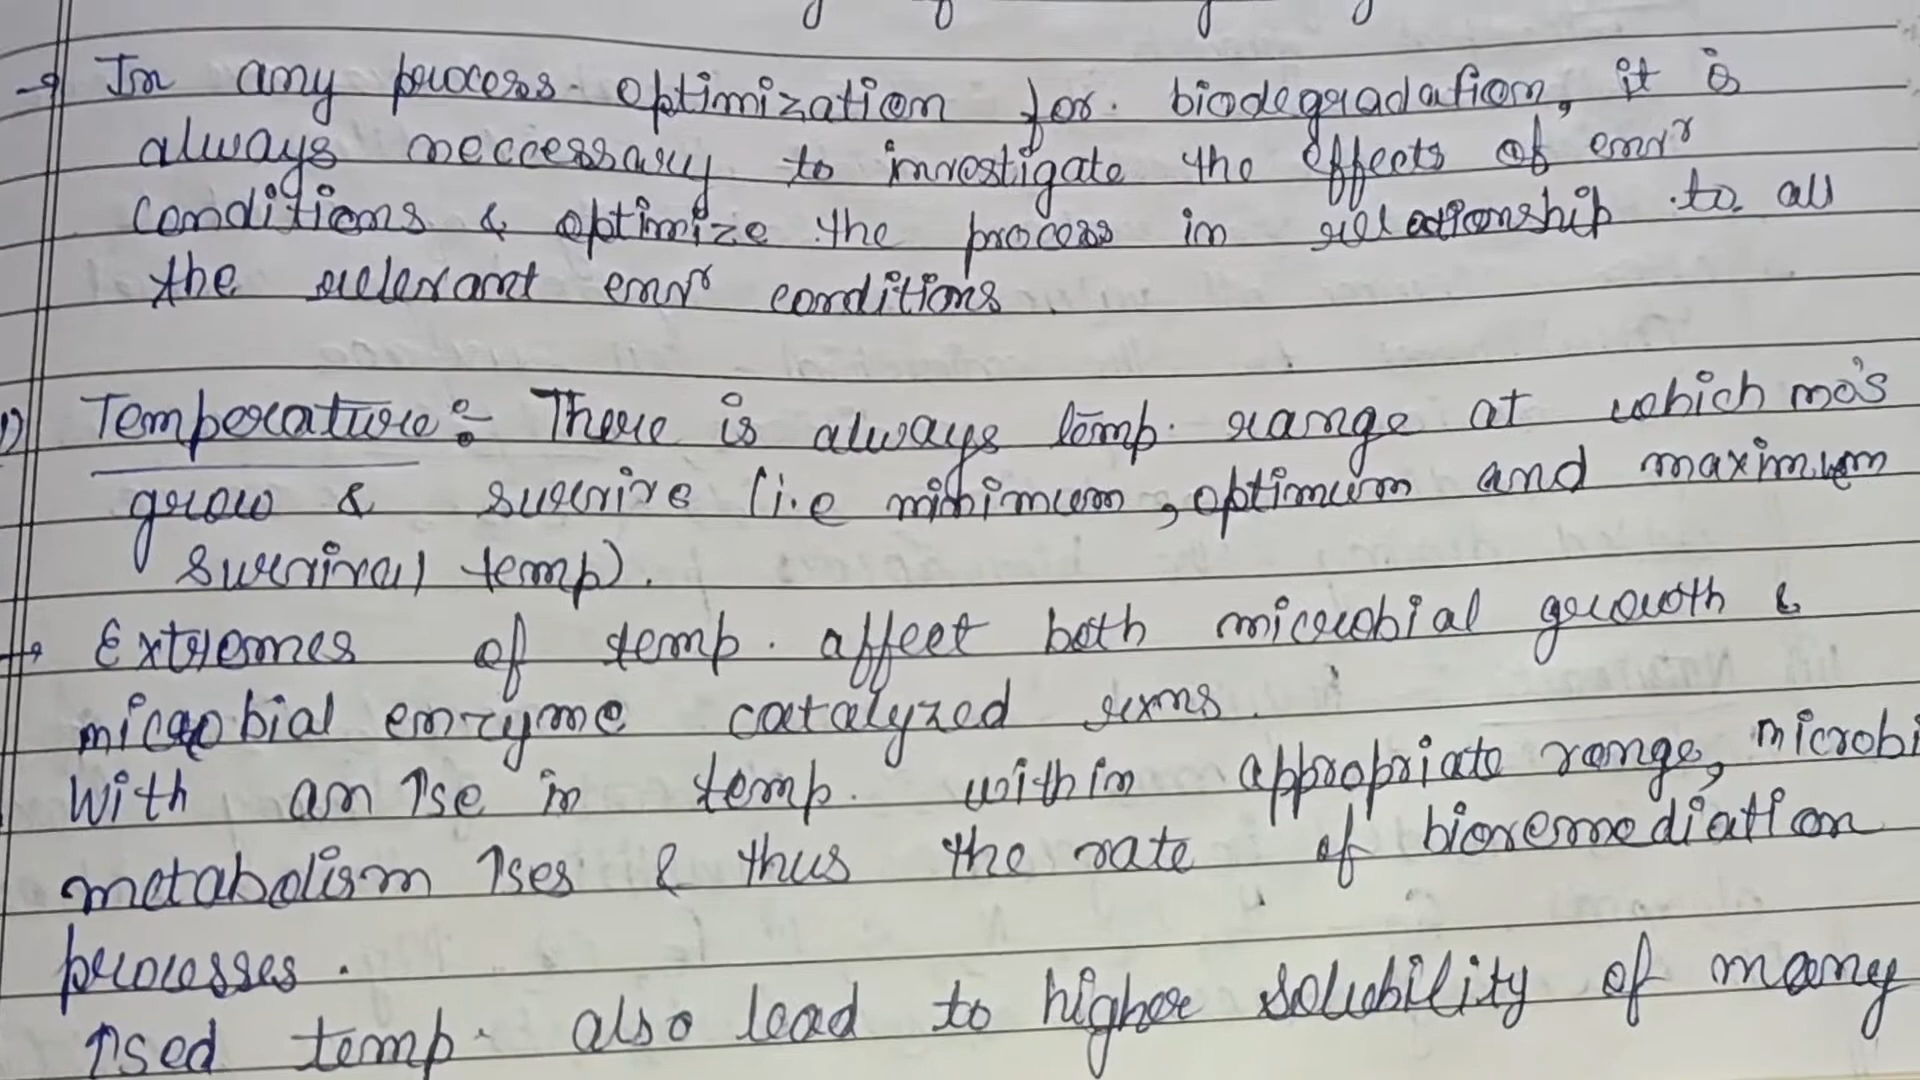 → In any process optimization for biodegradation, it is
always neccessary to investigate the effects of envr
conditions & optimize the process in relationship to all
the relevant envr conditions
1) Temperature :- There is always temp. range at which mo's
grow & survive (i.e minimum, optimum and maximum
survival temp).
→ Extremes of temp. affect both microbial growth &
microbial enzyme catalyzed rxns.
With an ↑se in temp. within appropriate range, microbi
metabolism ↑ses & thus the rate of bioremediation
processes.
↑sed temp. also lead to higher solubility of many